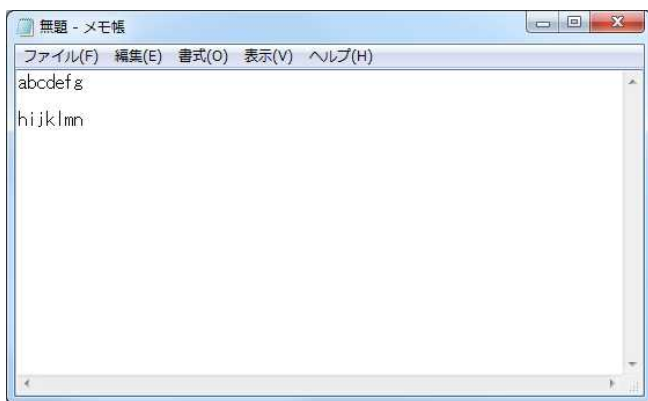 無題 - メモ帳
ファイル(F) 編集(E) 書式(O) 表示(V) ヘルプ(H)
abcdefg
hijklmn